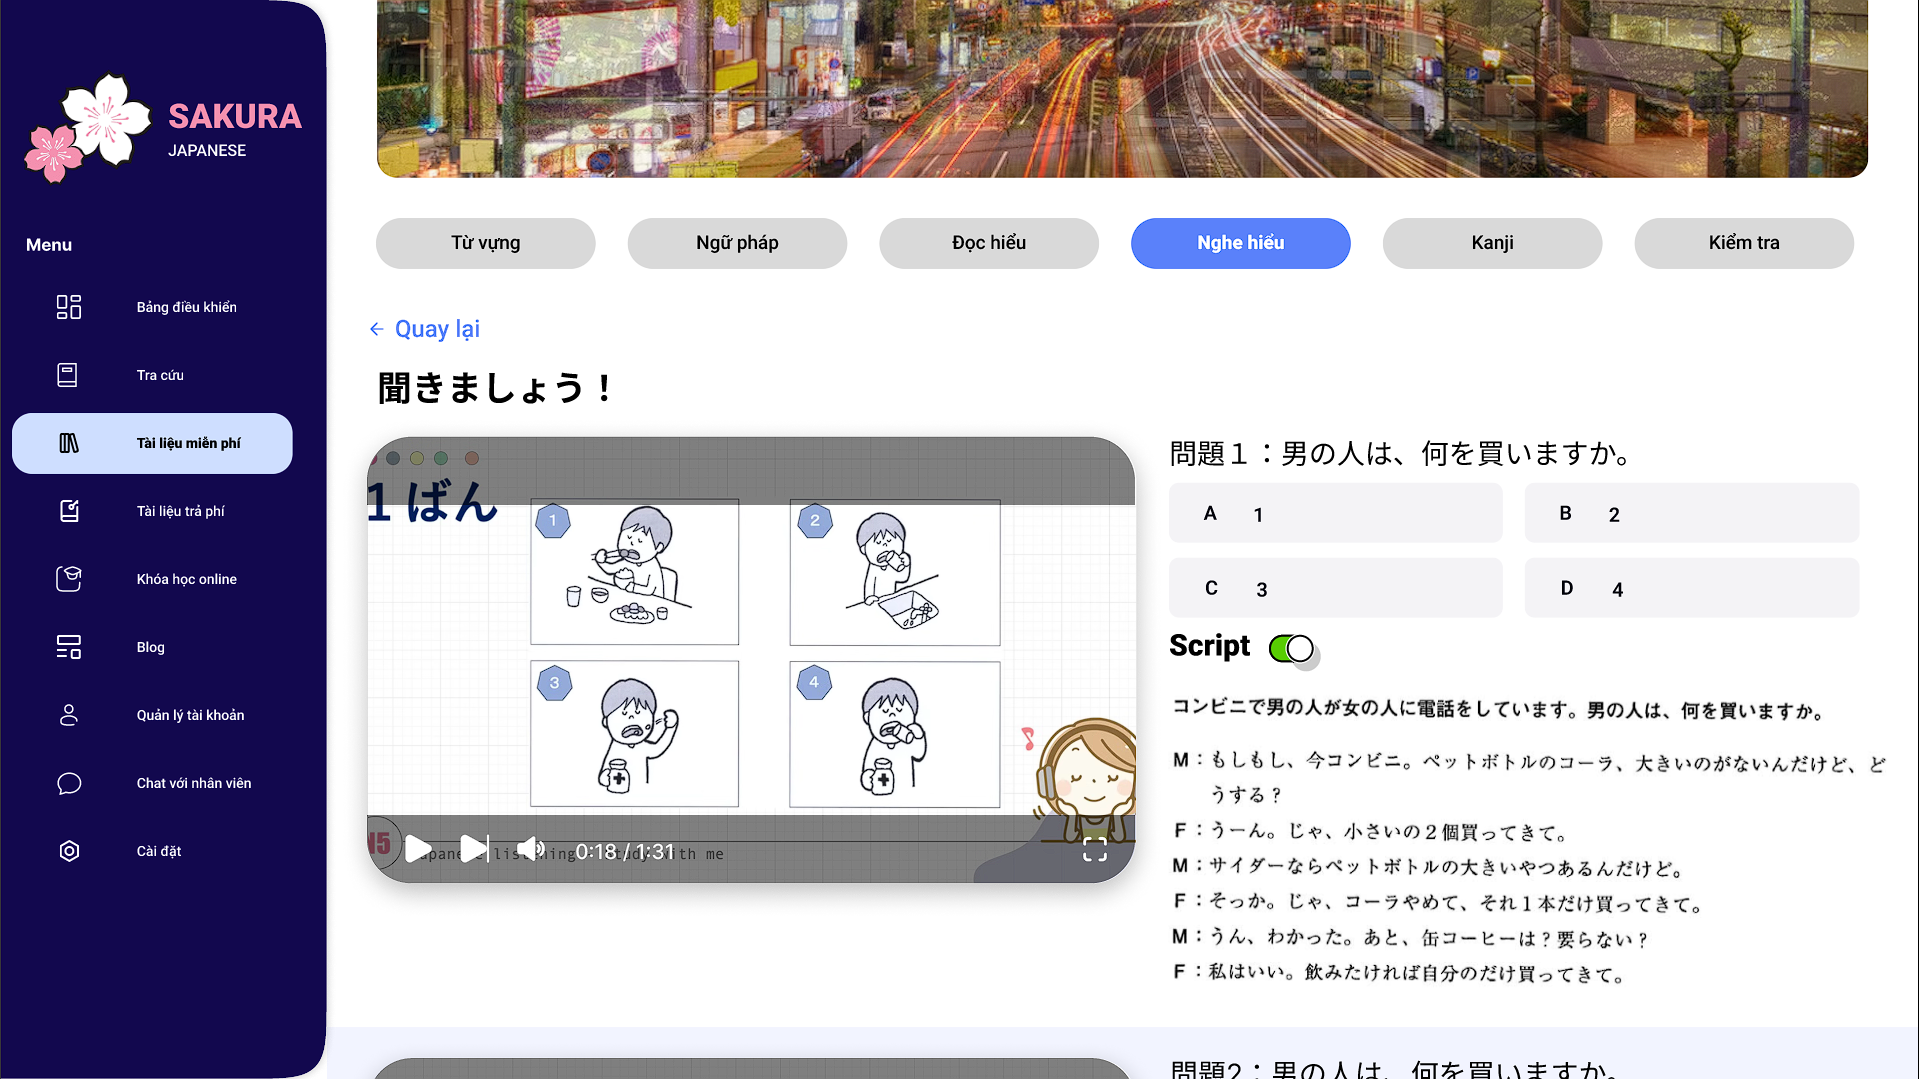 SAKURA
JAPANESE
Menu
Bảng điều khiển
Tra cứu
Tài liệu miễn phí
Tài liệu trả phí
Khóa học online
Blog
Quản lý tài khoản
Chat với nhân viên
Cài đặt
Từ vựng
Ngữ pháp
Đọc hiểu
Nghe hiểu
Kanji
Kiểm tra
← Quay lại
聞きましょう！
1ばん
1
2
3
4
N5
0:18 / 1:31
with me
問題１：男の人は、何を買いますか。
A 1
B 2
C 3
D 4
Script
コンビニで男の人が女の人に電話をしています。男の人は、何を買いますか。
M：もしもし、今コンビニ。ペットボトルのコーラ、大きいのがないんだけど、ど
うする？
F：うーん。じゃ、小さいの２個買ってきて。
M：サイダーならペットボトルの大きいやつあるんだけど。
F：そっか。じゃ、コーラやめて、それ１本だけ買ってきて。
M：うん、わかった。あと、缶コーヒーは？要らない？
F：私はいい。飲みたければ自分のだけ買ってきて。
問題2：男の人は、何を買いますか。